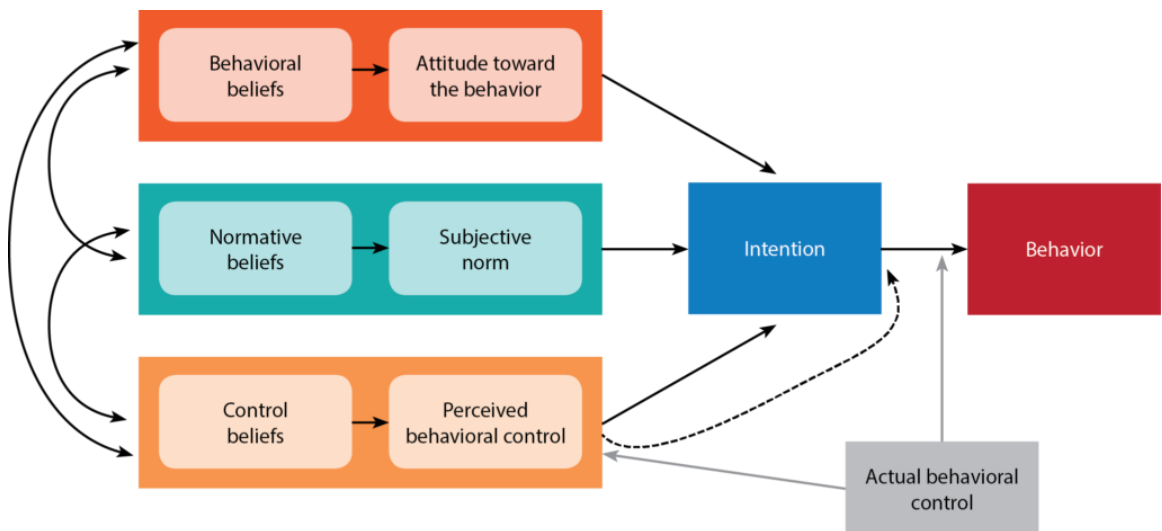 Behavioral
beliefs
Attitude toward
the behavior
Normative
beliefs
Subjective
norm
Intention
Behavior
Control
beliefs
Perceived
behavioral control
Actual behavioral
control